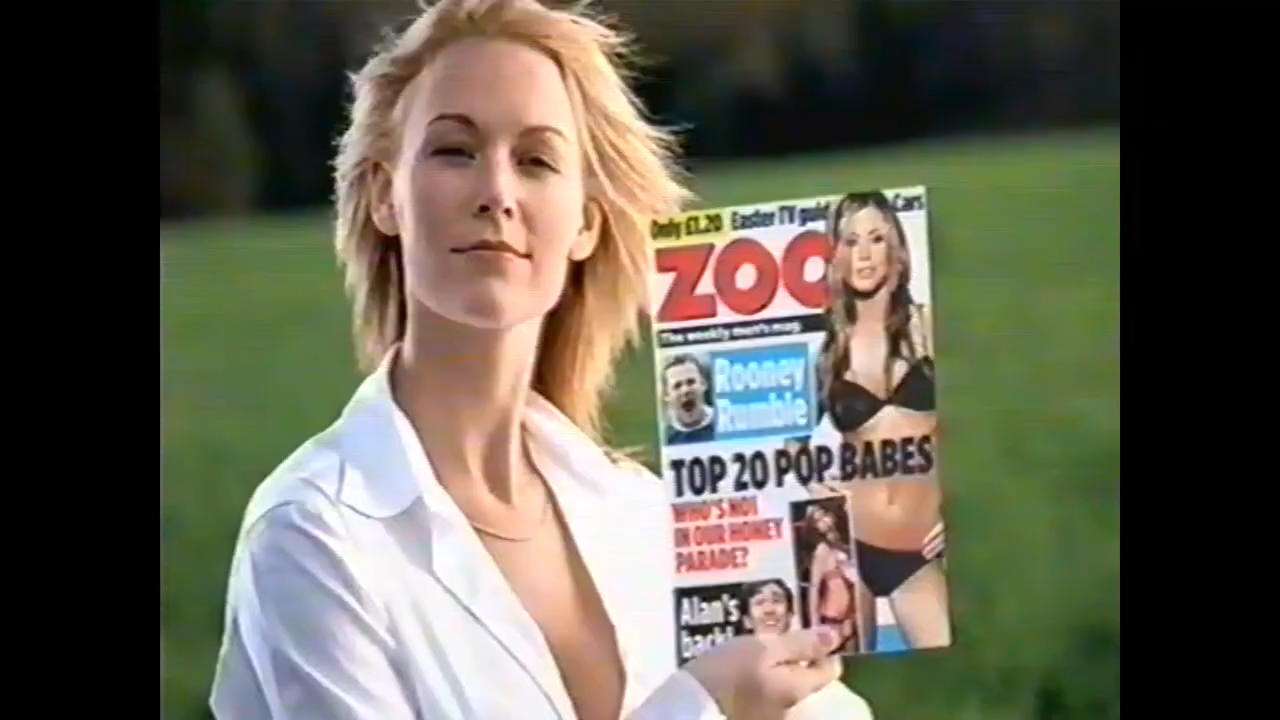 Only £1.20 Easter TV guide Cars
ZOO
The weekly men's mag.
Rooney
Rumble
TOP 20 POP BABES
WHO'S NOT
IN OUR HONEY
PARADE?
Alan's
back!